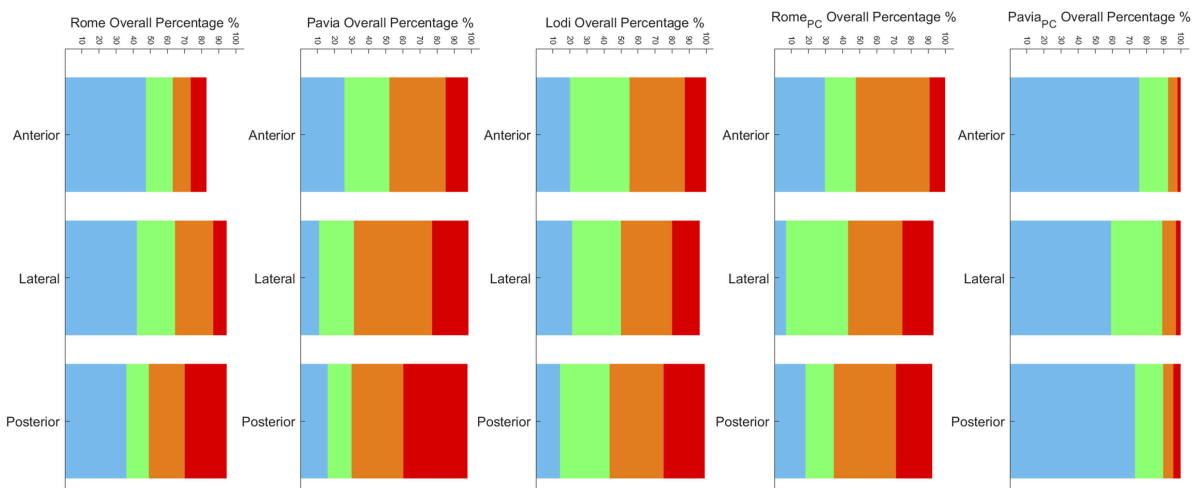 Rome Overall Percentage %
10 20 30 40 50 60 70 80 90 100
Anterior
Lateral
Posterior
Pavia Overall Percentage %
10 20 30 40 50 60 70 80 90 100
Anterior
Lateral
Posterior
Lodi Overall Percentage %
10 20 30 40 50 60 70 80 90 100
Anterior
Lateral
Posterior
Rome_PC Overall Percentage %
10 20 30 40 50 60 70 80 90 100
Anterior
Lateral
Posterior
Pavia_PC Overall Percentage %
10 20 30 40 50 60 70 80 90 100
Anterior
Lateral
Posterior